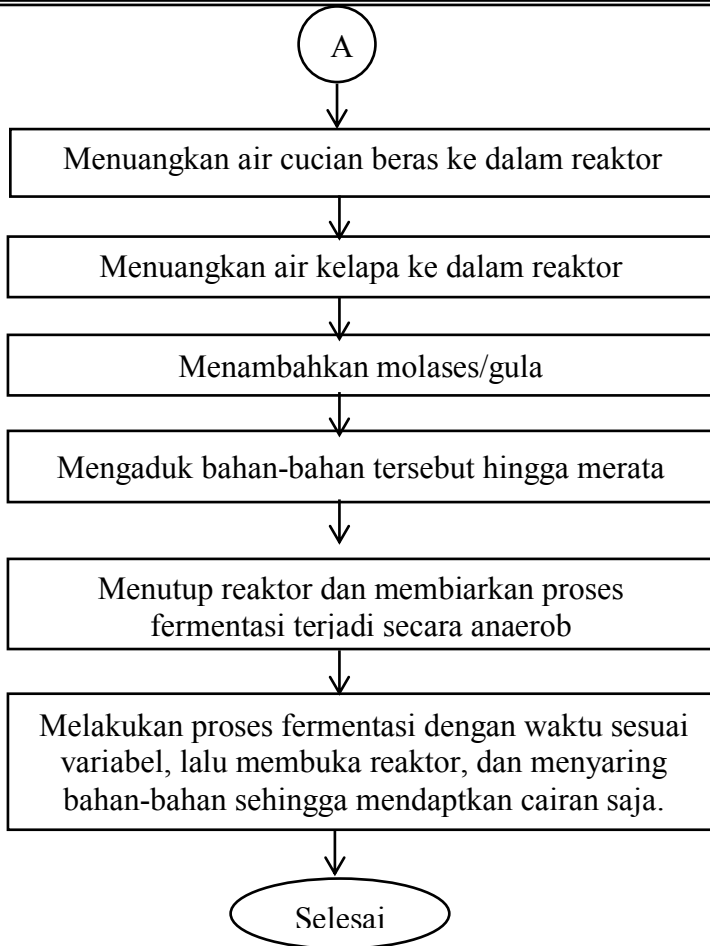 A
Menuangkan air cucian beras ke dalam reaktor
Menuangkan air kelapa ke dalam reaktor
Menambahkan molases/gula
Mengaduk bahan-bahan tersebut hingga merata
Menutup reaktor dan membiarkan proses
fermentasi terjadi secara anaerob
Melakukan proses fermentasi dengan waktu sesuai
variabel, lalu membuka reaktor, dan menyaring
bahan-bahan sehingga mendaptkan cairan saja.
Selesai